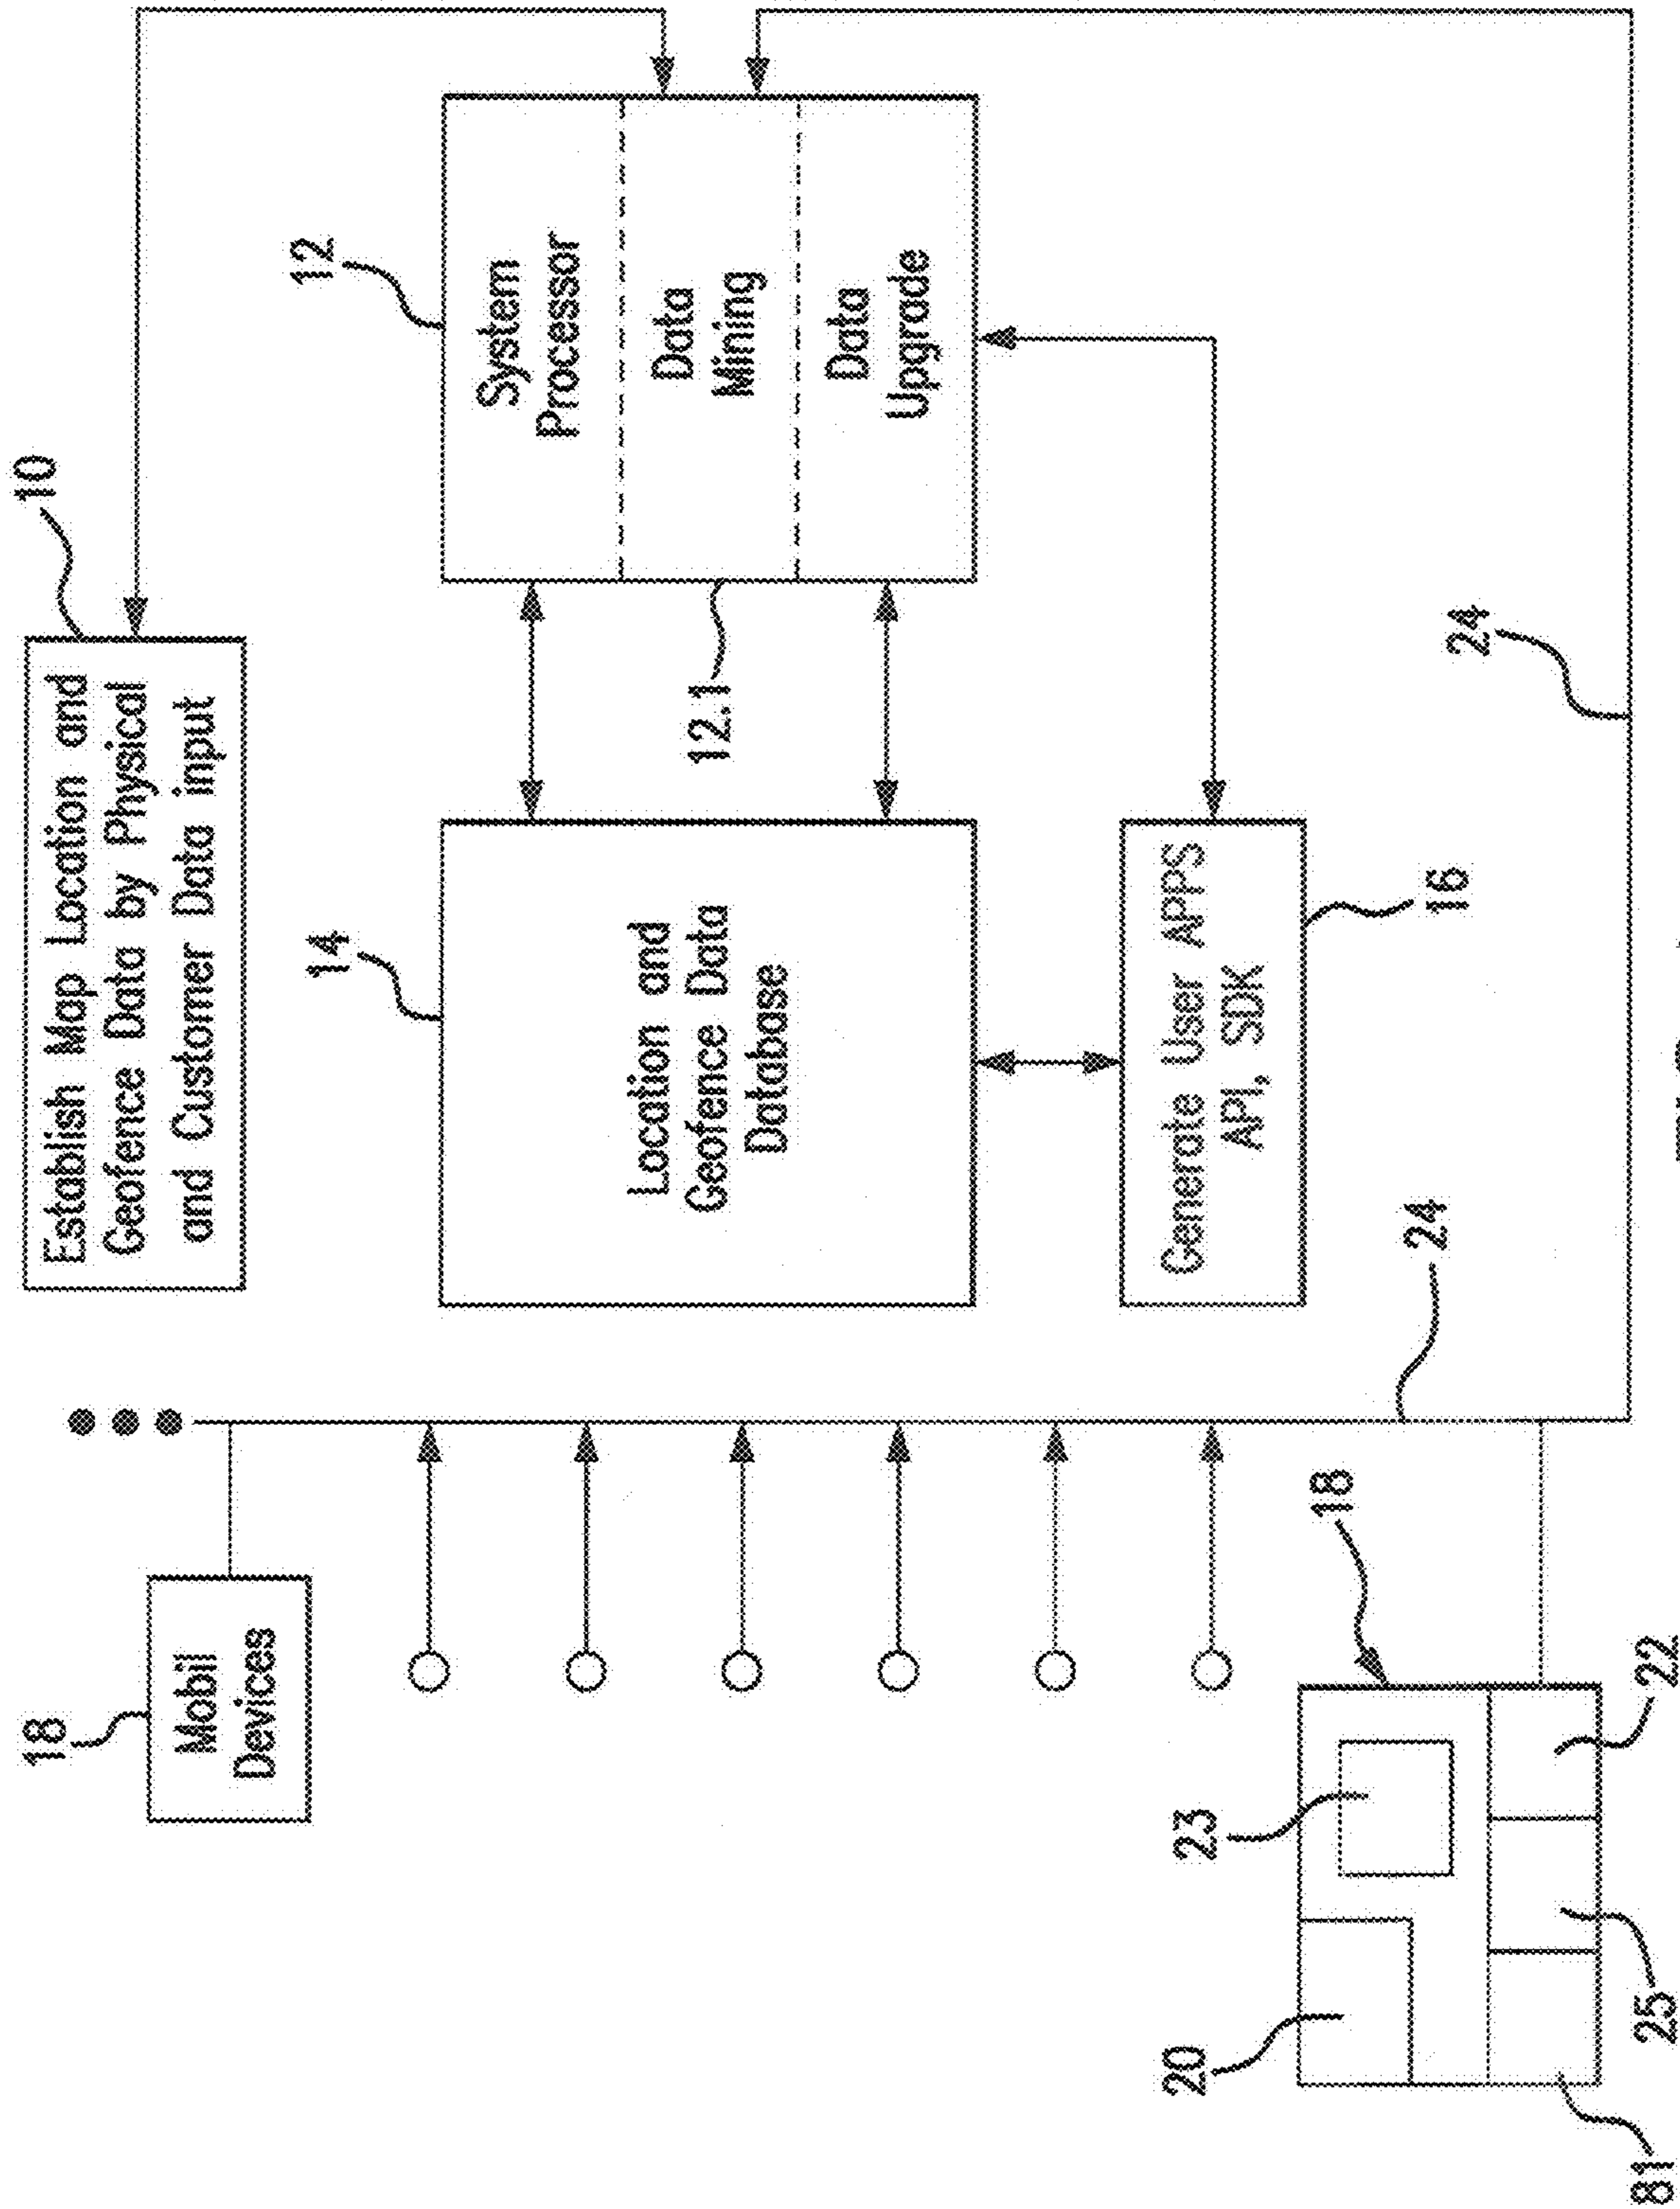 18
Mobil
Devices
10
Establish Map Location and
Geofence Data by Physical
and Customer Data input
14
Location and
Geofence Data
Database
12
System
Processor
Data
Mining
Data
Upgrade
12.1
Generate User APPS
API, SDK
16
24
24
18
20
23
22
25
81